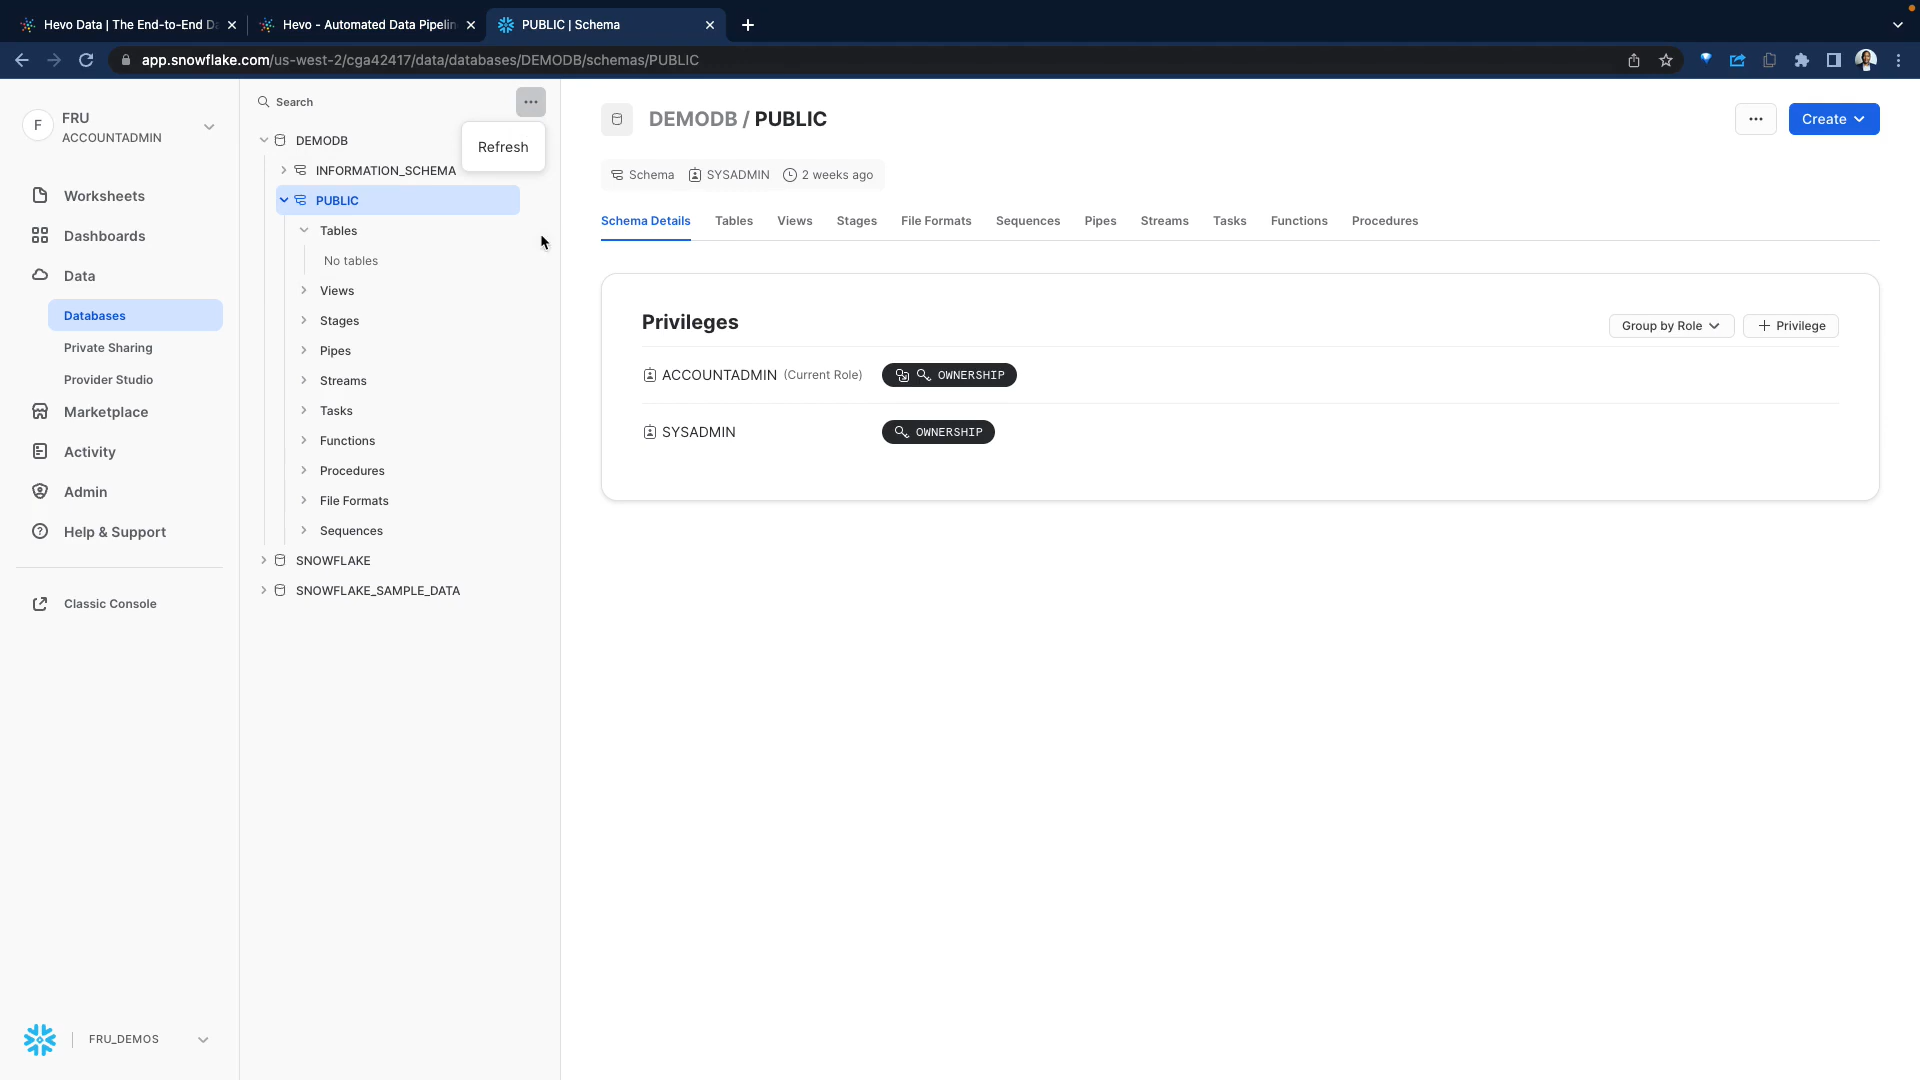 Hevo Data | The End-to-End Da
Hevo - Automated Data Pipelin
PUBLIC | Schema
app.snowflake.com/us-west-2/cga42417/data/databases/DEMODB/schemas/PUBLIC
F
FRU
ACCOUNTADMIN
Worksheets
Dashboards
Data
Databases
Private Sharing
Provider Studio
Marketplace
Activity
Admin
Help & Support
Classic Console
FRU_DEMOS
Search
Refresh
DEMODB
INFORMATION_SCHEMA
PUBLIC
Tables
No tables
Views
Stages
Pipes
Streams
Tasks
Functions
Procedures
File Formats
Sequences
SNOWFLAKE
SNOWFLAKE_SAMPLE_DATA
DEMODB / PUBLIC
Create
Schema SYSADMIN 2 weeks ago
Schema Details Tables Views Stages File Formats Sequences Pipes Streams Tasks Functions Procedures
Privileges
Group by Role
Privilege
ACCOUNTADMIN (Current Role) OWNERSHIP
SYSADMIN OWNERSHIP